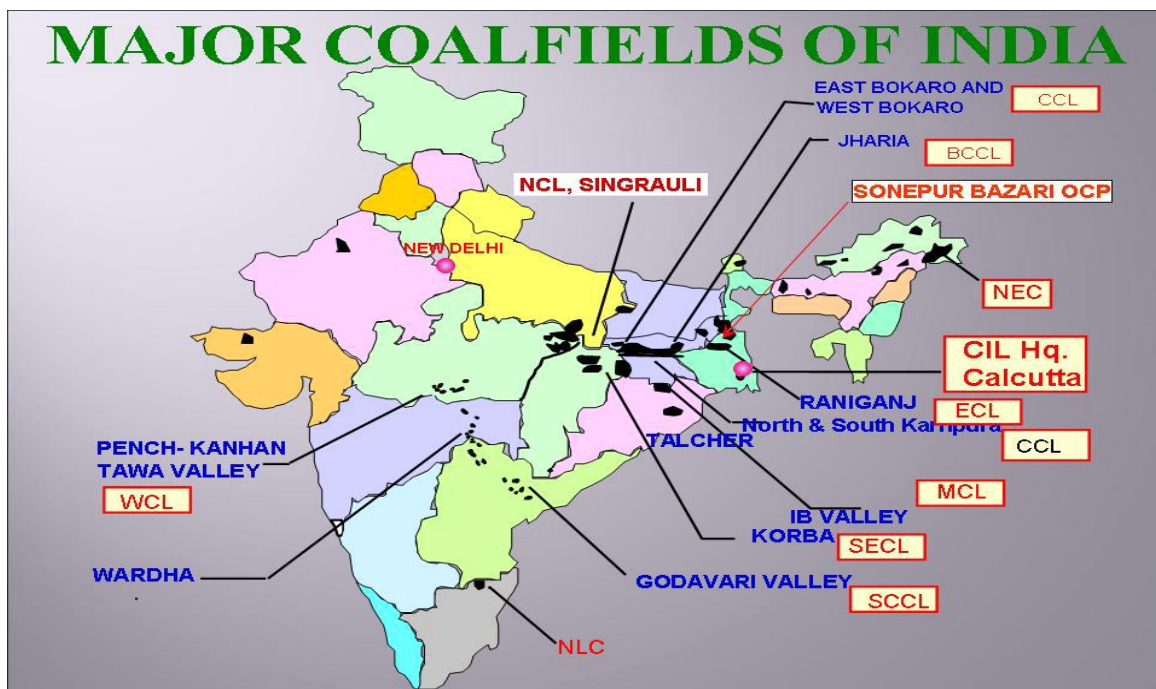 MAJOR COALFIELDS OF INDIA
EAST BOKARO AND
WEST BOKARO
CCL
JHARIA
BCCL
NCL, SINGRAULI
SONEPUR BAZARI OCP
NEW DELHI
NEC
CIL Hq.
Calcutta
RANIGANJ
ECL
North & South Karnpura
TALCHER
CCL
PENCH- KANHAN
TAWA VALLEY
WCL
MCL
IB VALLEY
KORBA
SECL
WARDHA
GODAVARI VALLEY
SCCL
NLC